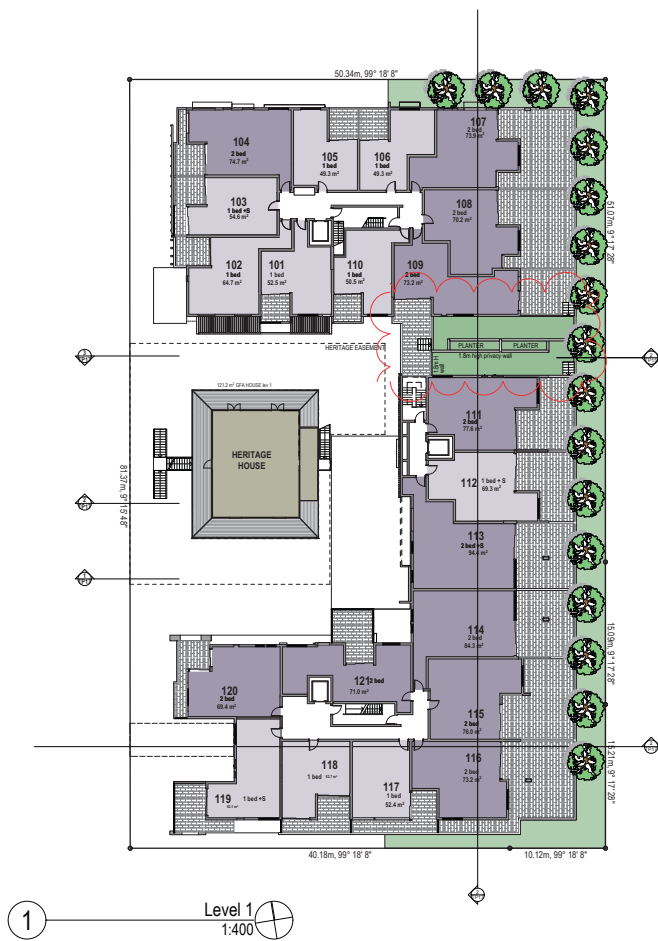 50.34m, 99° 18' 8"
104
2 bed
74.7 m²
105
1 bed
49.3 m²
106
1 bed
49.3 m²
107
2 bed
73.9 m²
103
1 bed +S
54.6 m²
108
2 bed
70.2 m²
51.07m, 9° 17' 28"
102
1 bed
64.7 m²
101
1 bed
52.5 m²
110
1 bed
50.5 m²
109
2 bed
73.2 m²
HERITAGE EASEMENT
PLANTER
PLANTER
1.8m high privacy wall
1.8m H
wall
121.2 m² GFA HOUSE lev 1
HERITAGE
HOUSE
81.37m, 9° 15' 48"
111
2 bed
77.6 m²
112
1 bed + S
69.3 m²
113
2 bed +S
94.4 m²
114
2 bed
84.3 m²
15.09m, 9° 17' 28"
121
2 bed
71.0 m²
120
2 bed
69.4 m²
115
2 bed
76.0 m²
116
2 bed
73.2 m²
15.21m, 9° 17' 28"
118
1 bed
117
1 bed
52.4 m²
119
1 bed +S
40.18m, 99° 18' 8"
10.12m, 99° 18' 8"
1
Level 1
1:400